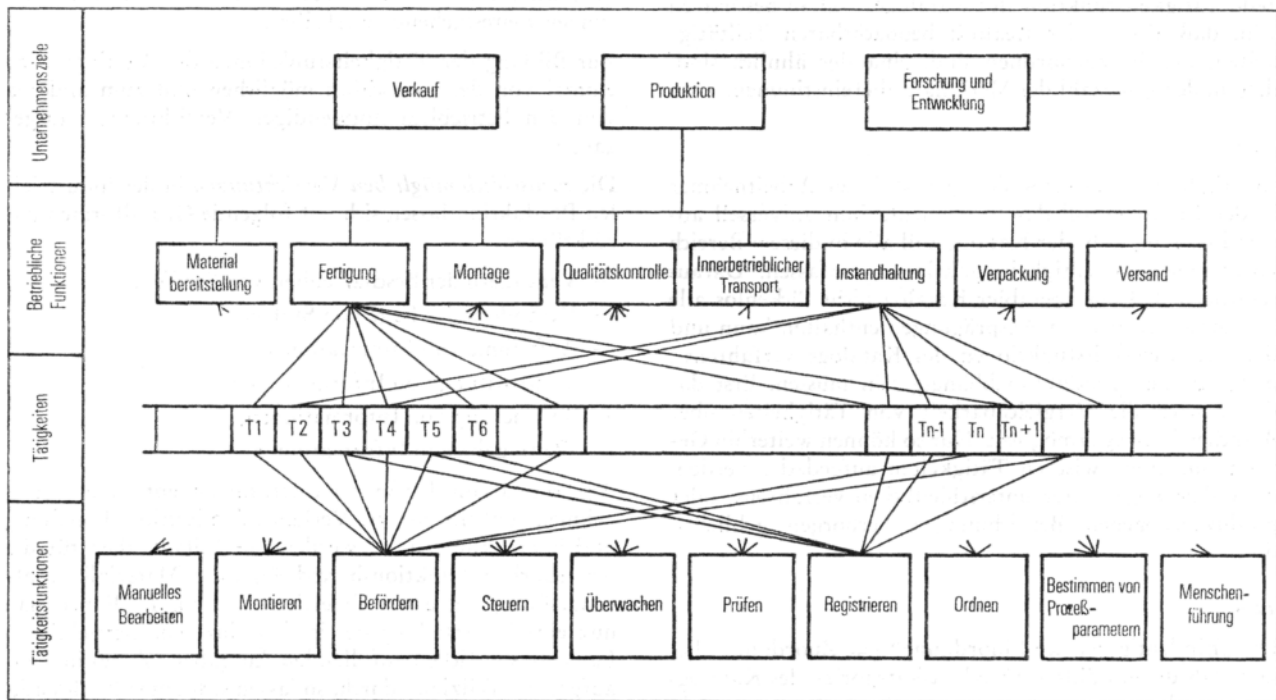 Unternehmensziele
Verkauf
Produktion
Forschung und
Entwicklung
Betriebliche
Funktionen
Material
bereitstellung
Fertigung
Montage
Qualitätskontrolle
Innerbetrieblicher
Transport
Instandhaltung
Verpackung
Versand
Tätigkeiten
T1
T2
T3
T4
T5
T6
Tn-1
Tn
Tn+1
Tätigkeitsfunktionen
Manuelles
Bearbeiten
Montieren
Befördern
Steuern
Überwachen
Prüfen
Registrieren
Ordnen
Bestimmen von
Prozeß-
parametern
Menschen-
führung